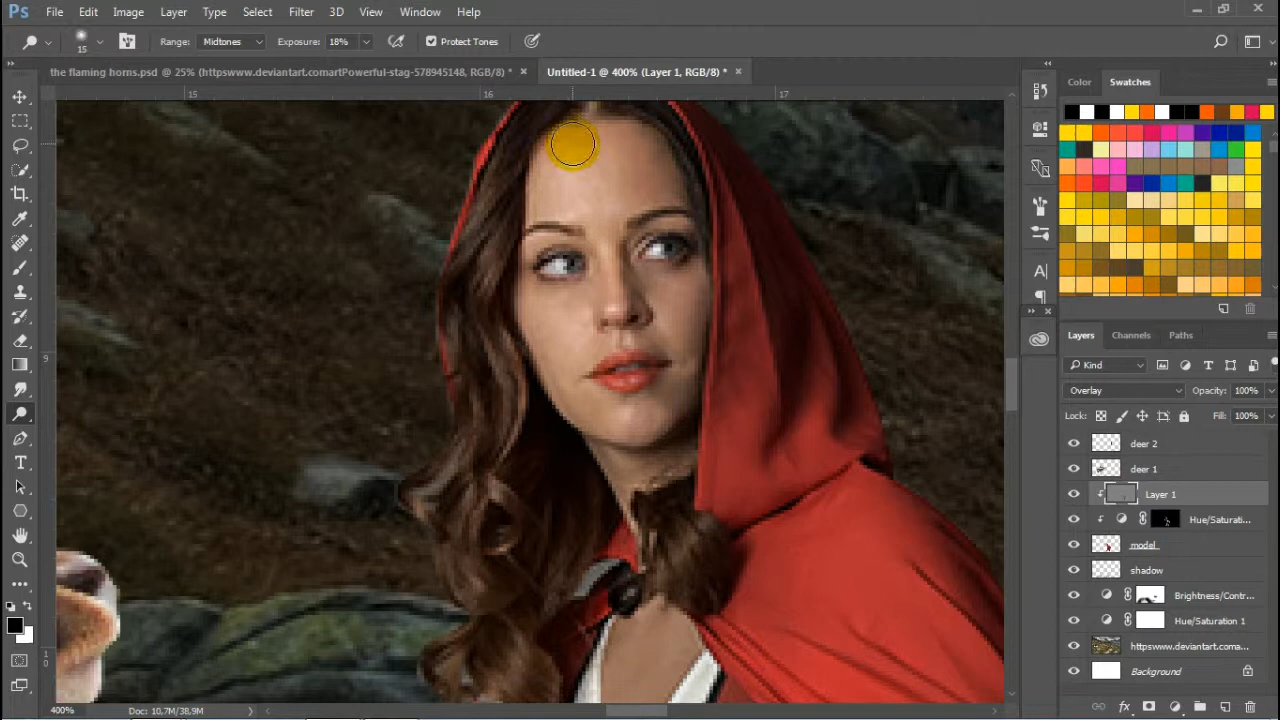 Ps File Edit Image Layer Type Select Filter 3D View Window Help
15 Range: Midtones Exposure: 18% Protect Tones
the flaming horns.psd @ 25% (httpswww.deviantart.comartPowerful-stag-578945148, RGB/8) * × Untitled-1 @ 400% (Layer 1, RGB/8) * ×
15 16 17
Color Swatches
9
10
Layers Channels Paths
Kind
Overlay Opacity: 100%
Lock: Fill: 100%
deer 2
deer 1
Layer 1
Hue/Saturati...
model
shadow
Brightness/Contr...
Hue/Saturation 1
httpswww.deviantart.coma...
Background
400% Doc: 10,7M/38,9M